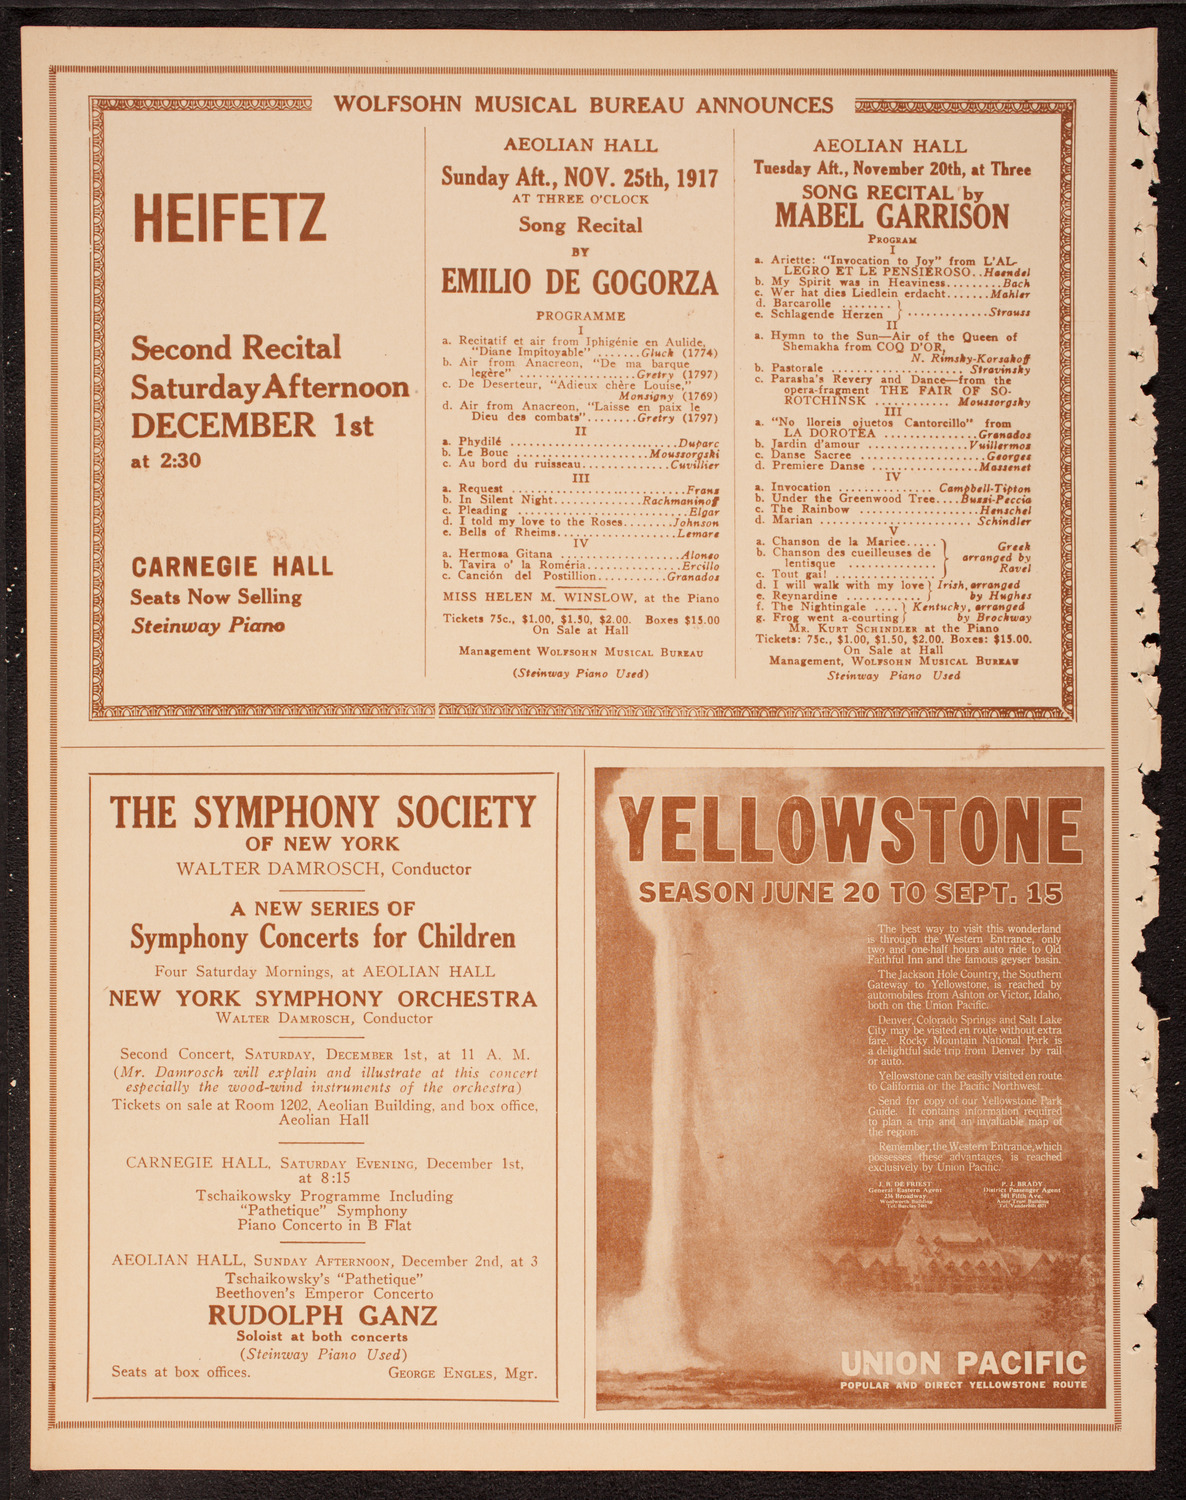 WOLFSOHN MUSICAL BUREAU ANNOUNCES
HEIFETZ
Second Recital
Saturday Afternoon
DECEMBER 1st
at 2:30
CARNEGIE HALL
Seats Now Selling
Steinway Piano
AEOLIAN HALL
Sunday Aft., NOV. 25th, 1917
AT THREE O'CLOCK
Song Recital
BY
EMILIO DE GOGORZA
PROGRAMME
I
a. Recitatif et air from Iphigénie en Aulide,
"Diane Impitoyable" .......Gluck (1774)
b. Air from Anacreon, "De ma barque
legère" ....................Gretry (1797)
c. De Deserteur, "Adieux chère Louise,"
Monsigny (1769)
d. Air from Anacreon, "Laisse en paix le
Dieu des combats"........Gretry (1797)
II
a. Phydilé ............................Duparc
b. Le Boue .......................Moussorgski
c. Au bord du ruisseau...............Cuvillier
III
a. Request ..............................Franz
b. In Silent Night...............Rachmaninoff
c. Pleading .............................Elgar
d. I told my love to the Roses........Johnson
e. Bells of Rheims.....................Lemare
IV
a. Hermosa Gitana .....................Alonso
b. Tavira o' la Roméria...............Ercillo
c. Canción del Postillion...........Granados
MISS HELEN M. WINSLOW, at the Piano
Tickets 75c., $1.00, $1.50, $2.00. Boxes $15.00
On Sale at Hall
Management WOLFSOHN MUSICAL BUREAU
(Steinway Piano Used)
AEOLIAN HALL
Tuesday Aft., November 20th, at Three
SONG RECITAL by
MABEL GARRISON
PROGRAM
I
a. Ariette: "Invocation to Joy" from L'AL-
LEGRO ET LE PENSIÈROSO..Haendel
b. My Spirit was in Heaviness.........Bach
c. Wer hat dies Liedlein erdacht.......Mahler
d. Barcarolle ........ }
e. Schlagende Herzen } .............Strauss
II
a. Hymn to the Sun—Air of the Queen of
Shemakha from COQ D'OR,
N. Rimsky-Korsakoff
b. Pastorale ......................Stravinsky
c. Parasha's Revery and Dance—from the
opera-fragment THE FAIR OF SO-
ROTCHINSK ............Moussorgsky
III
a. "No lloreis ojuetos Cantorcillo" from
LA DOROTEA ..............Granados
b. Jardin d'amour ................Vuillermoz
c. Danse Sacree ....................Georges
d. Premiere Danse .................Massenet
IV
a. Invocation ...............Campbell-Tipton
b. Under the Greenwood Tree....Buzzi-Peccia
c. The Rainbow ....................Henschel
d. Marian ........................Schindler
V
a. Chanson de la Mariee..... }
b. Chanson des cueilleuses de
lentisque ................
c. Tout gai! ................ }
Greek
arranged by
Ravel
d. I will walk with my love } Irish, arranged
e. Reynardine ............ } by Hughes
f. The Nightingale .... } Kentucky, arranged
g. Frog went a-courting } by Brockway
MR. KURT SCHINDLER at the Piano
Tickets: 75c., $1.00, $1.50, $2.00. Boxes: $15.00.
On Sale at Hall
Management, WOLFSOHN MUSICAL BUREAU
Steinway Piano Used
THE SYMPHONY SOCIETY
OF NEW YORK
WALTER DAMROSCH, Conductor
A NEW SERIES OF
Symphony Concerts for Children
Four Saturday Mornings, at AEOLIAN HALL
NEW YORK SYMPHONY ORCHESTRA
WALTER DAMROSCH, Conductor
Second Concert, SATURDAY, DECEMBER 1st, at 11 A. M.
(Mr. Damrosch will explain and illustrate at this concert
especially the wood-wind instruments of the orchestra)
Tickets on sale at Room 1202, Aeolian Building, and box office,
Aeolian Hall
CARNEGIE HALL, SATURDAY EVENING, December 1st,
at 8:15
Tschaikowsky Programme Including
"Pathetique" Symphony
Piano Concerto in B Flat
AEOLIAN HALL, SUNDAY AFTERNOON, December 2nd, at 3
Tschaikowsky's "Pathetique"
Beethoven's Emperor Concerto
RUDOLPH GANZ
Soloist at both concerts
(Steinway Piano Used)
Seats at box offices. GEORGE ENGLES, Mgr.
YELLOWSTONE
SEASON JUNE 20 TO SEPT. 15
The best way to visit this wonderland
is through the Western Entrance, only
two and one-half hours auto ride to Old
Faithful Inn and the famous geyser basin.
The Jackson Hole Country, the Southern
Gateway to Yellowstone, is reached by
automobiles from Ashton or Victor, Idaho,
both on the Union Pacific.
Denver, Colorado Springs and Salt Lake
City may be visited en route without extra
fare. Rocky Mountain National Park is
a delightful side trip from Denver by rail
or auto.
Yellowstone can be easily visited en route
to California or the Pacific Northwest.
Send for copy of our Yellowstone Park
Guide. It contains information required
to plan a trip and an invaluable map of
the region.
Remember, the Western Entrance, which
possesses these advantages, is reached
exclusively by Union Pacific.
J. B. DE FRIEST
General Eastern Agent
Broadway
Woolworth Building
P. J. BRADY
District Passenger Agent
501 Fifth Ave.
UNION PACIFIC
POPULAR AND DIRECT YELLOWSTONE ROUTE